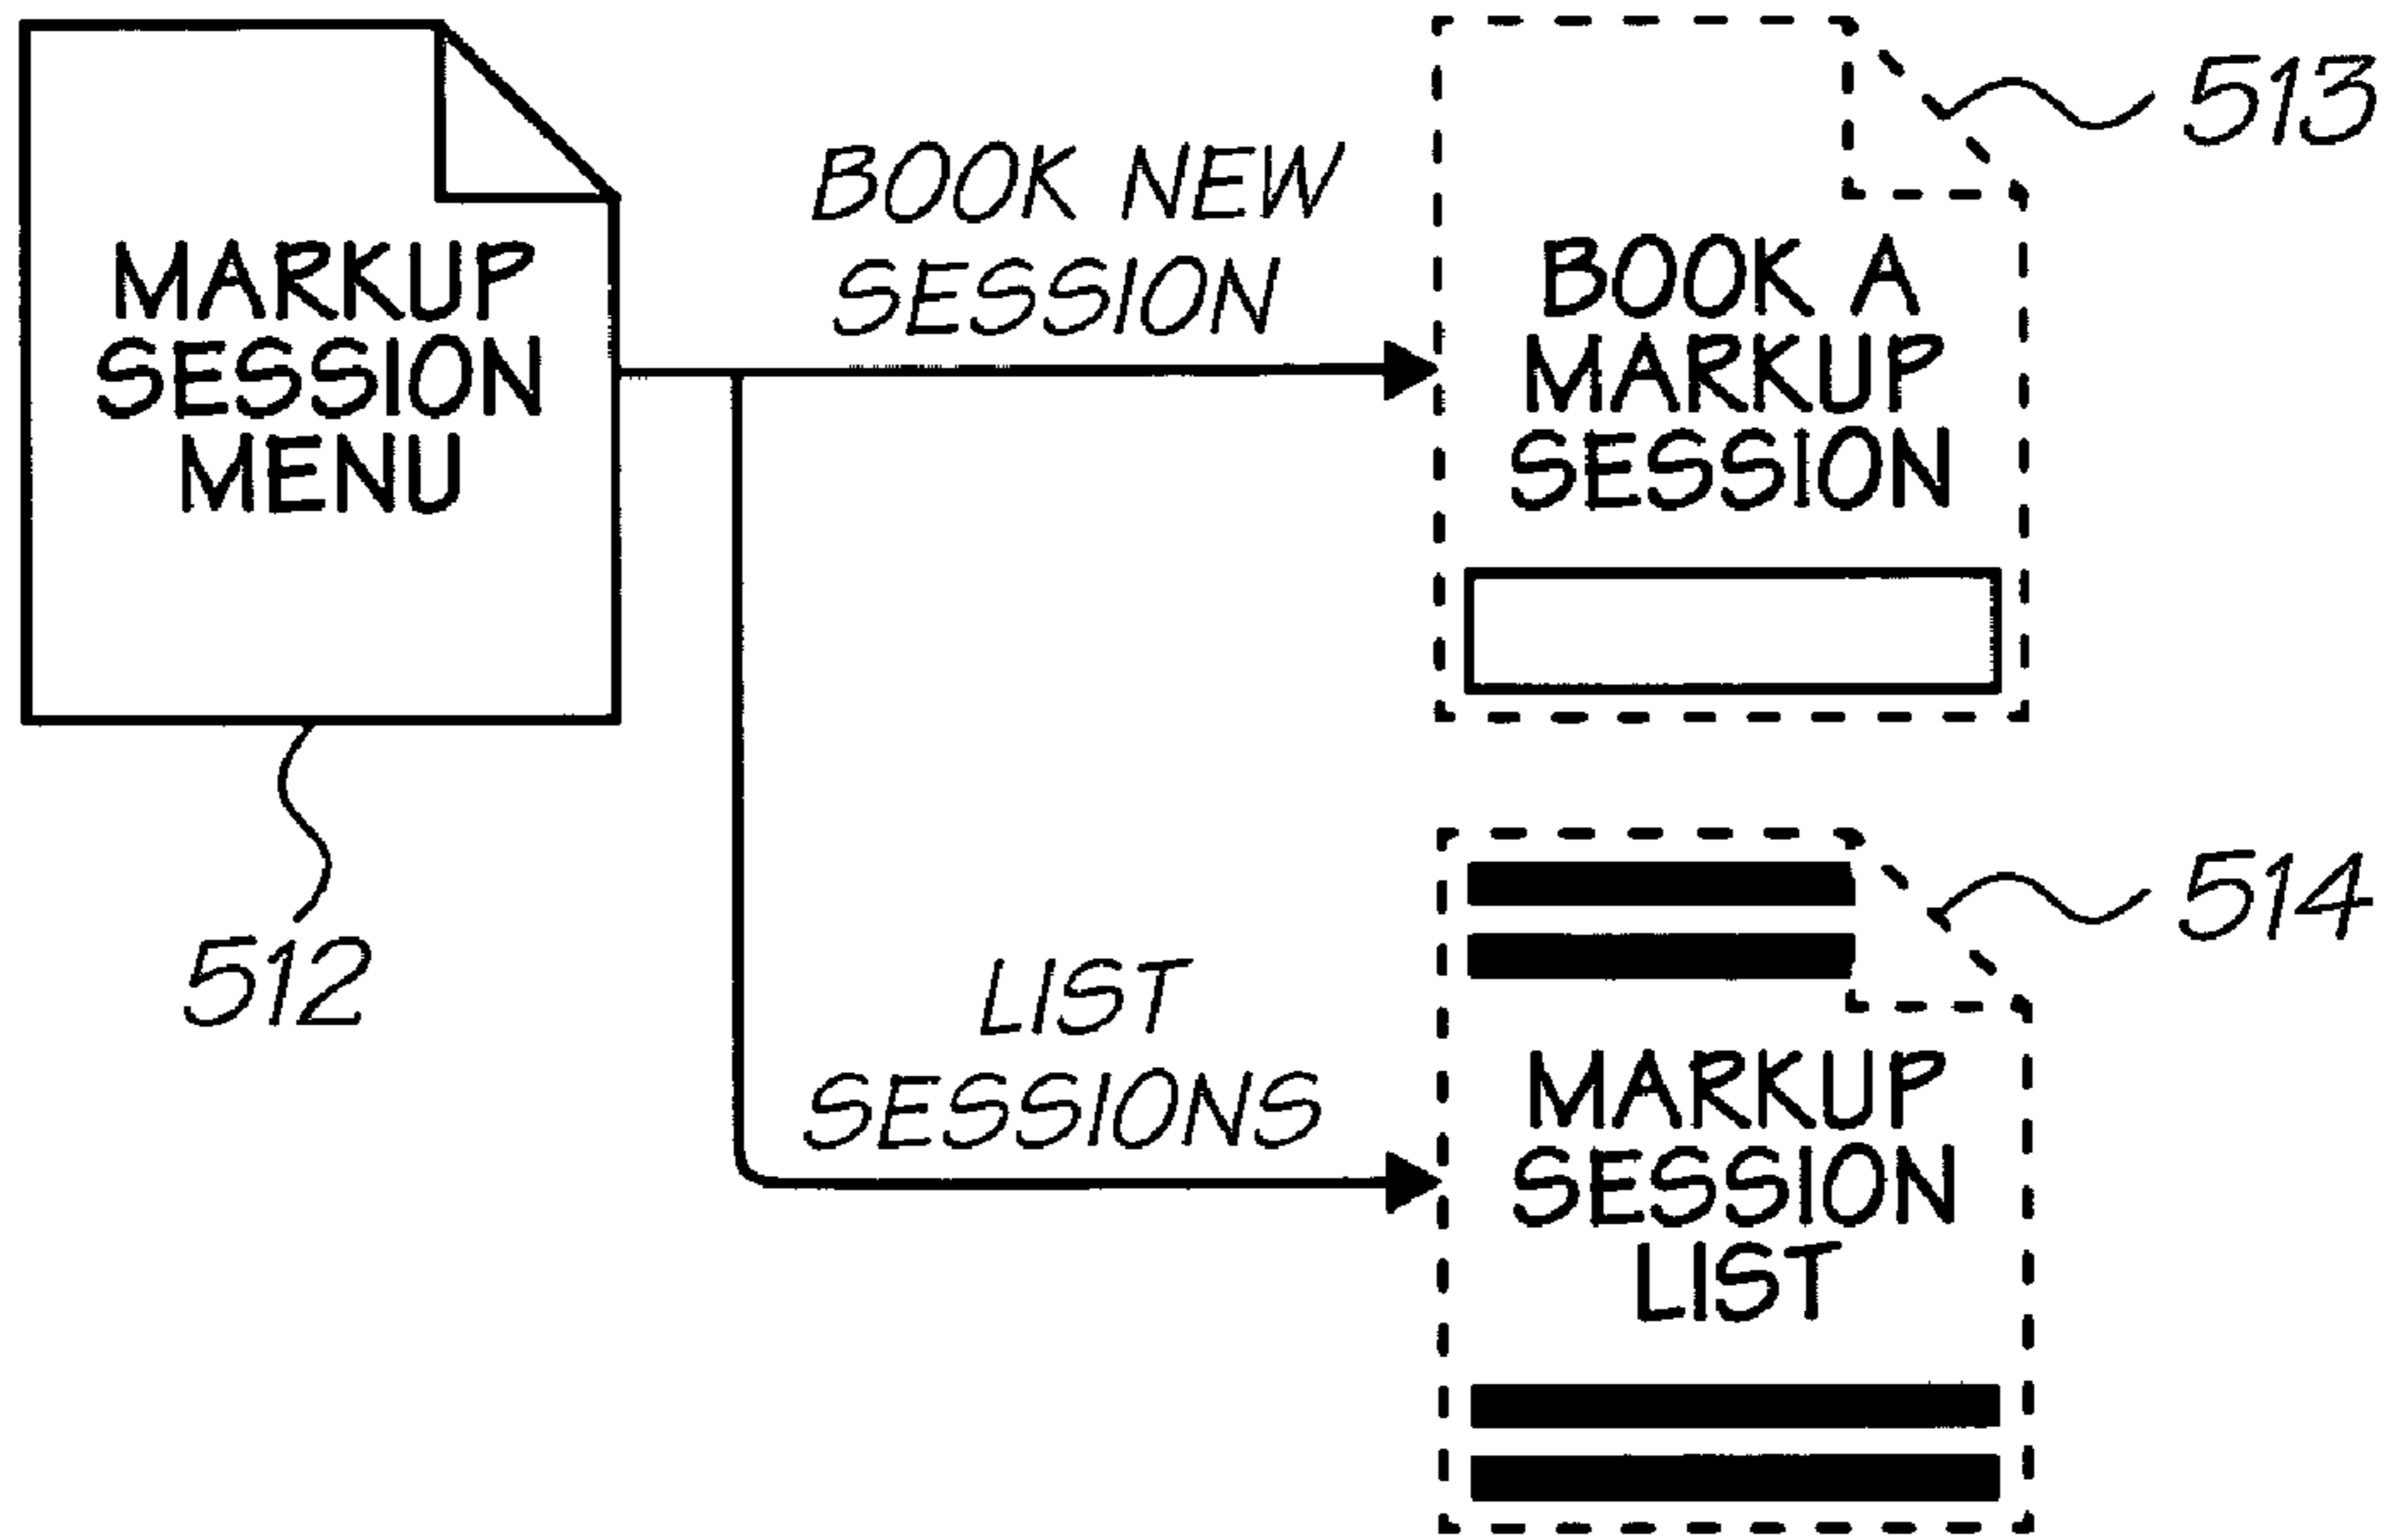 MARKUP
SESSION
MENU
512
BOOK NEW
SESSION
BOOK A
MARKUP
SESSION
513
LIST
SESSIONS
MARKUP
SESSION
LIST
514